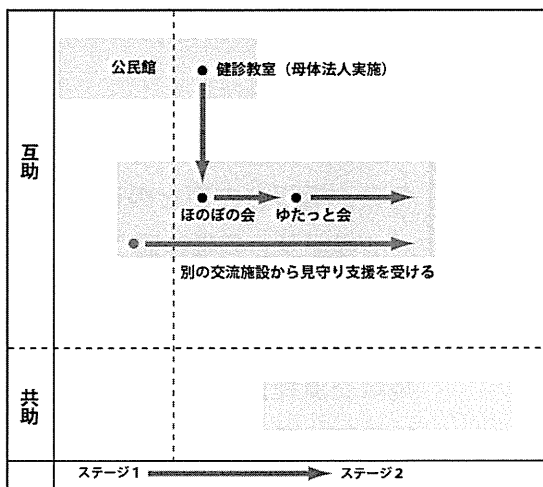 公民館
健診教室（母体法人実施）
互助
ほのぼの会
ゆたっと会
別の交流施設から見守り支援を受ける
共助
ステージ1
ステージ2